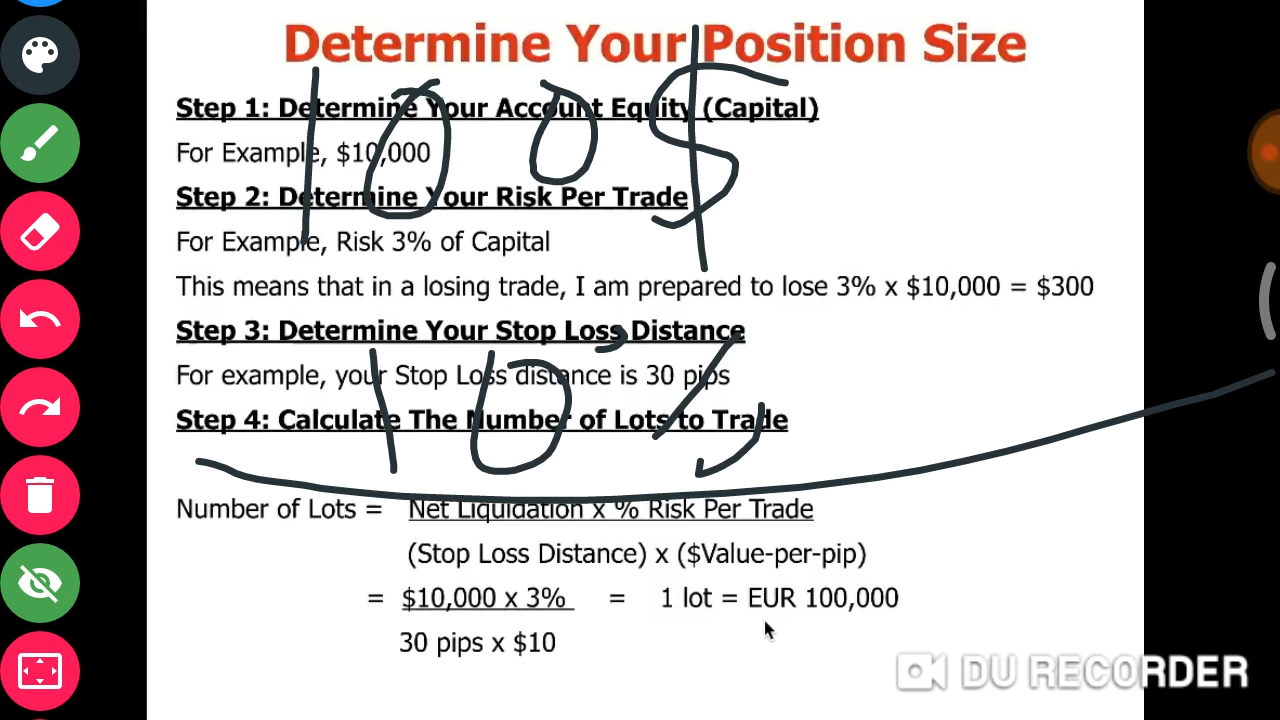 Determine Your Position Size
Step 1: Determine Your Account Equity (Capital)
For Example, $10,000
100$
Step 2: Determine Your Risk Per Trade
For Example, Risk 3% of Capital
This means that in a losing trade, I am prepared to lose 3% x $10,000 = $300
Step 3: Determine Your Stop Loss Distance
For example, your Stop Loss distance is 30 pips
10%
Step 4: Calculate The Number of Lots to Trade
Number of Lots = Net Liquidation x % Risk Per Trade
(Stop Loss Distance) x ($Value-per-pip)
= $10,000 x 3% = 1 lot = EUR 100,000
30 pips x $10
DU RECORDER